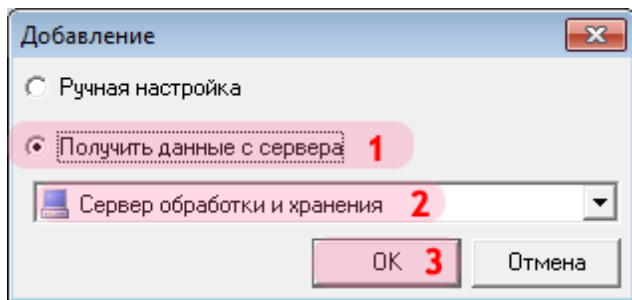 Добавление
Ручная настройка
Получить данные с сервера 1
Сервер обработки и хранения 2
OK 3 Отмена